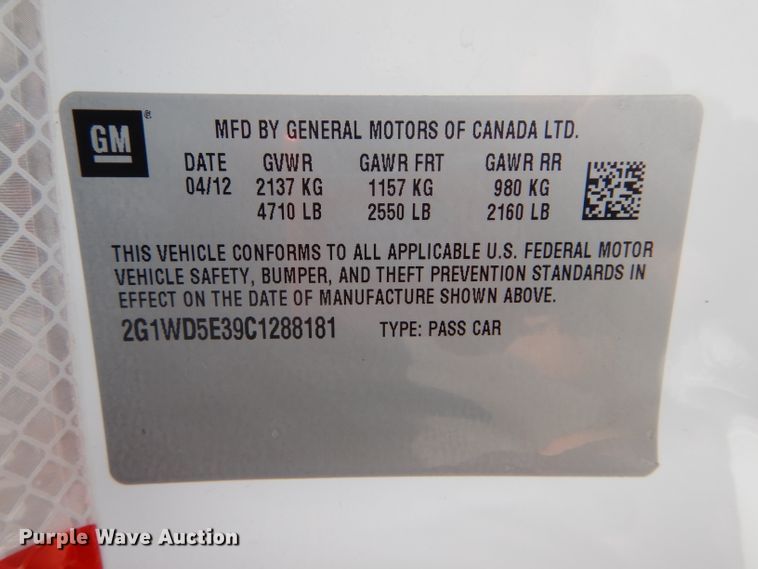 GM ®
MFD BY GENERAL MOTORS OF CANADA LTD.
DATE GVWR GAWR FRT GAWR RR
04/12 2137 KG 1157 KG 980 KG
4710 LB 2550 LB 2160 LB
THIS VEHICLE CONFORMS TO ALL APPLICABLE U.S. FEDERAL MOTOR
VEHICLE SAFETY, BUMPER, AND THEFT PREVENTION STANDARDS IN
EFFECT ON THE DATE OF MANUFACTURE SHOWN ABOVE.
2G1WD5E39C1288181 TYPE: PASS CAR
Purple Wave Auction